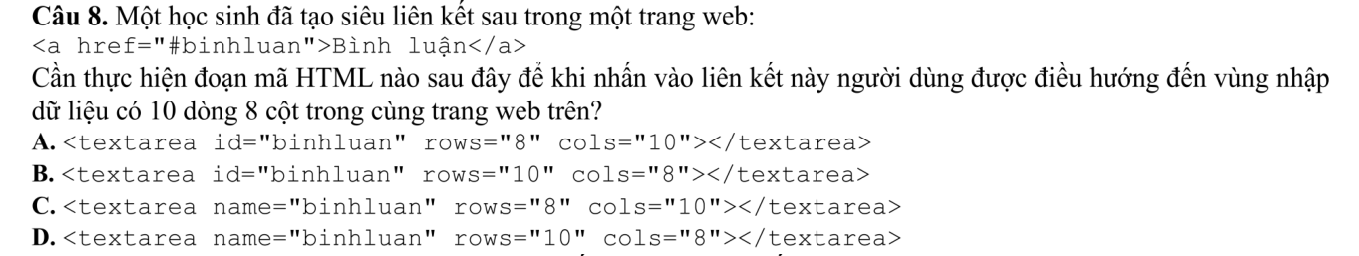 Câu 8. Một học sinh đã tạo siêu liên kết sau trong một trang web:
<a href="#binhluan">Bình luận</a>
Cần thực hiện đoạn mã HTML nào sau đây để khi nhấn vào liên kết này người dùng được điều hướng đến vùng nhập
dữ liệu có 10 dòng 8 cột trong cùng trang web trên?
A. <textarea id="binhluan" rows="8" cols="10"></textarea>
B. <textarea id="binhluan" rows="10" cols="8"></textarea>
C. <textarea name="binhluan" rows="8" cols="10"></textarea>
D. <textarea name="binhluan" rows="10" cols="8"></textarea>